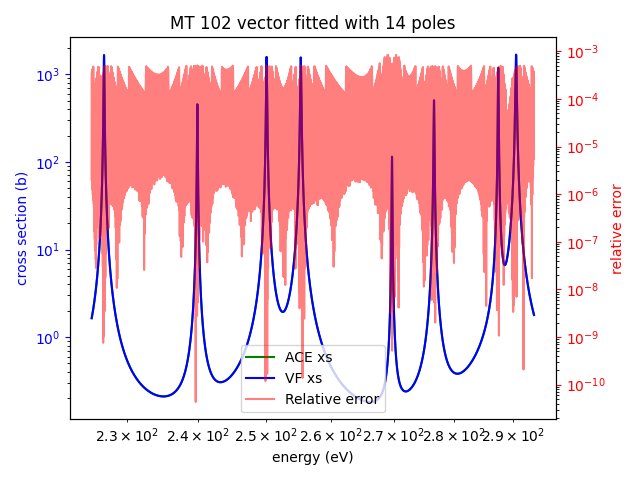 MT 102 vector fitted with 14 poles
cross section (b)
10³
10²
10¹
10⁰
10⁻³
10⁻⁴
10⁻⁵
10⁻⁶
10⁻⁷
10⁻⁸
10⁻⁹
10⁻¹⁰
relative error
ACE xs
VF xs
Relative error
2.3 × 10² 2.4 × 10² 2.5 × 10² 2.6 × 10² 2.7 × 10² 2.8 × 10² 2.9 × 10²
energy (eV)